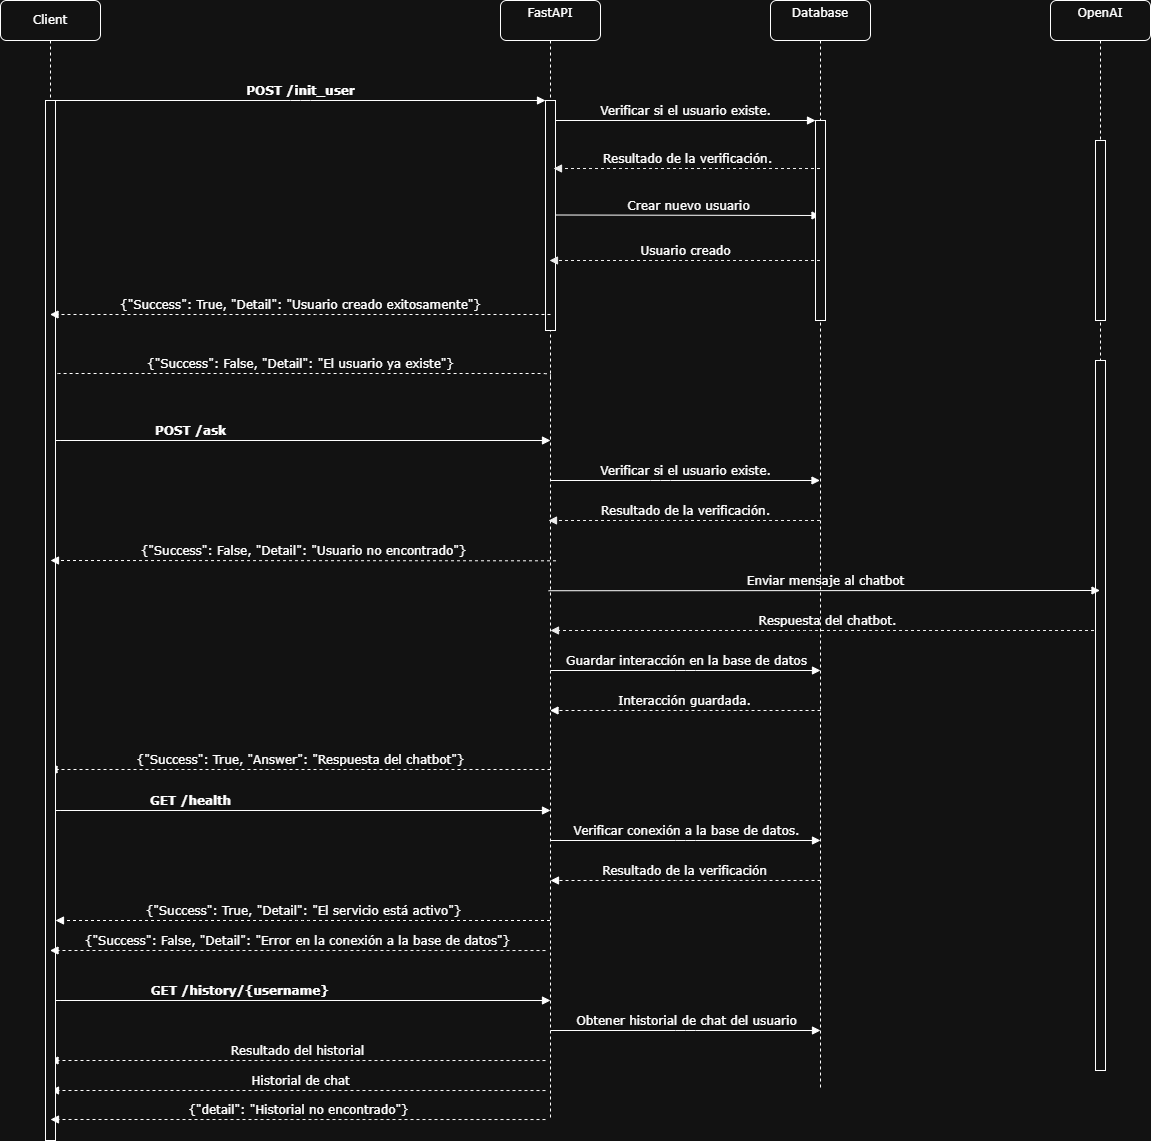 Client
FastAPI
Database
OpenAI
POST /init_user
Verificar si el usuario existe.
Resultado de la verificación.
Crear nuevo usuario
Usuario creado
{"Success": True, "Detail": "Usuario creado exitosamente"}
{"Success": False, "Detail": "El usuario ya existe"}
POST /ask
Verificar si el usuario existe.
Resultado de la verificación.
{"Success": False, "Detail": "Usuario no encontrado"}
Enviar mensaje al chatbot
Respuesta del chatbot.
Guardar interacción en la base de datos
Interacción guardada.
{"Success": True, "Answer": "Respuesta del chatbot"}
GET /health
Verificar conexión a la base de datos.
Resultado de la verificación
{"Success": True, "Detail": "El servicio está activo"}
{"Success": False, "Detail": "Error en la conexión a la base de datos"}
GET /history/{username}
Obtener historial de chat del usuario
Resultado del historial
Historial de chat
{"detail": "Historial no encontrado"}